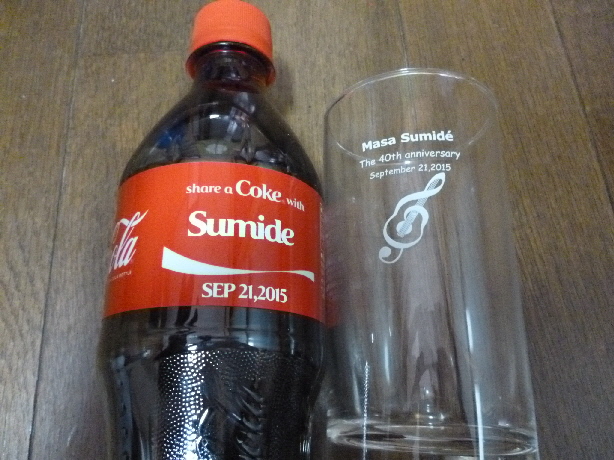 share a Coke with
Sumide
SEP 21,2015
Masa Sumidé
The 40th anniversary
September 21,2015